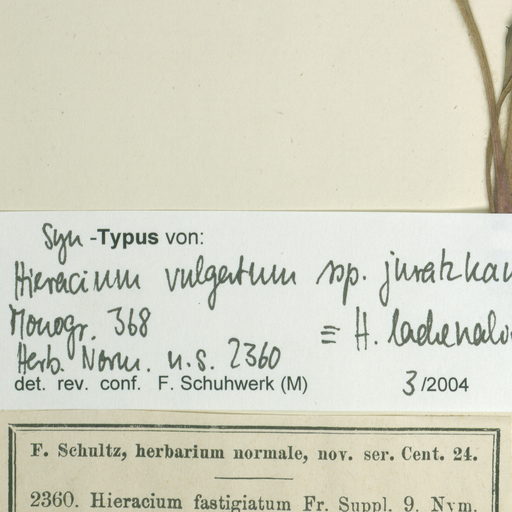 Syn -Typus von:
Hieracium vulgatum ssp. juratzkan
Monogr. 368
≡ H. lachenalo
Herb. Norm. n.s. 2360
det. rev. conf. F. Schuhwerk (M) 3/2004
F. Schultz, herbarium normale, nov. ser. Cent. 24.
2360. Hieracium fastigiatum Fr. Suppl. 9. Nym.